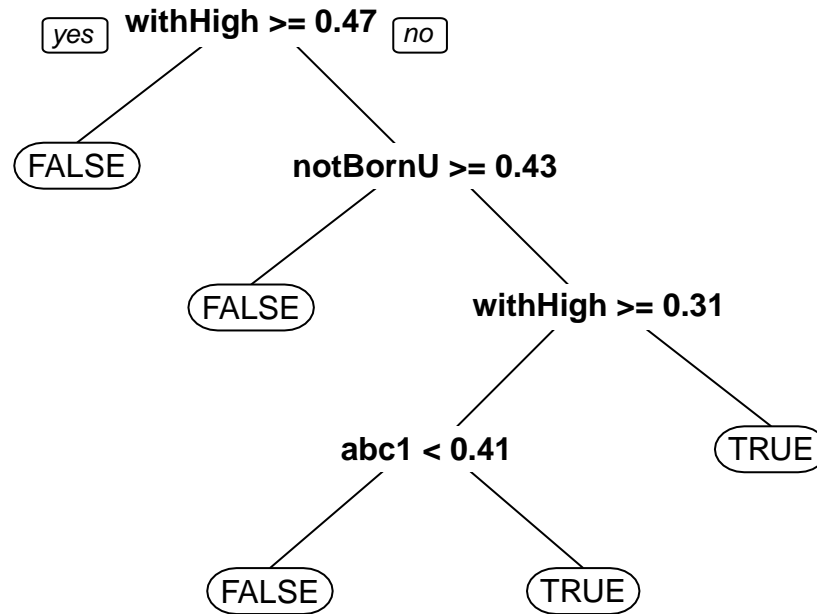 yes withHigh >= 0.47 no
FALSE
notBornU >= 0.43
FALSE
withHigh >= 0.31
abc1 < 0.41
TRUE
FALSE
TRUE